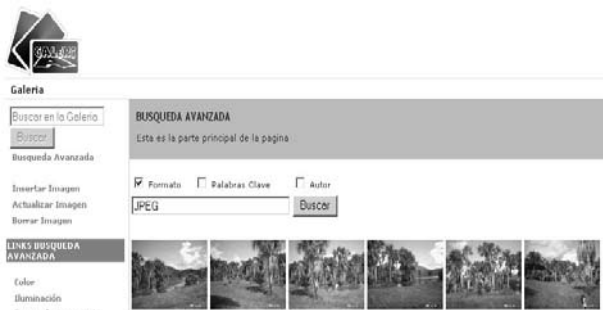 GALERI
Galeria
Buscar en la Galeria
Buscar
Busqueda Avanzada
Insertar Imagen
Actualizar Imagen
Borrar Imagen
LINKS BUSQUEDA
AVANZADA
Color
Iluminación
BUSQUEDA AVANZADA
Esta es la parte principal de la pagina
Formato Palabras Clave Autor
JPEG Buscar